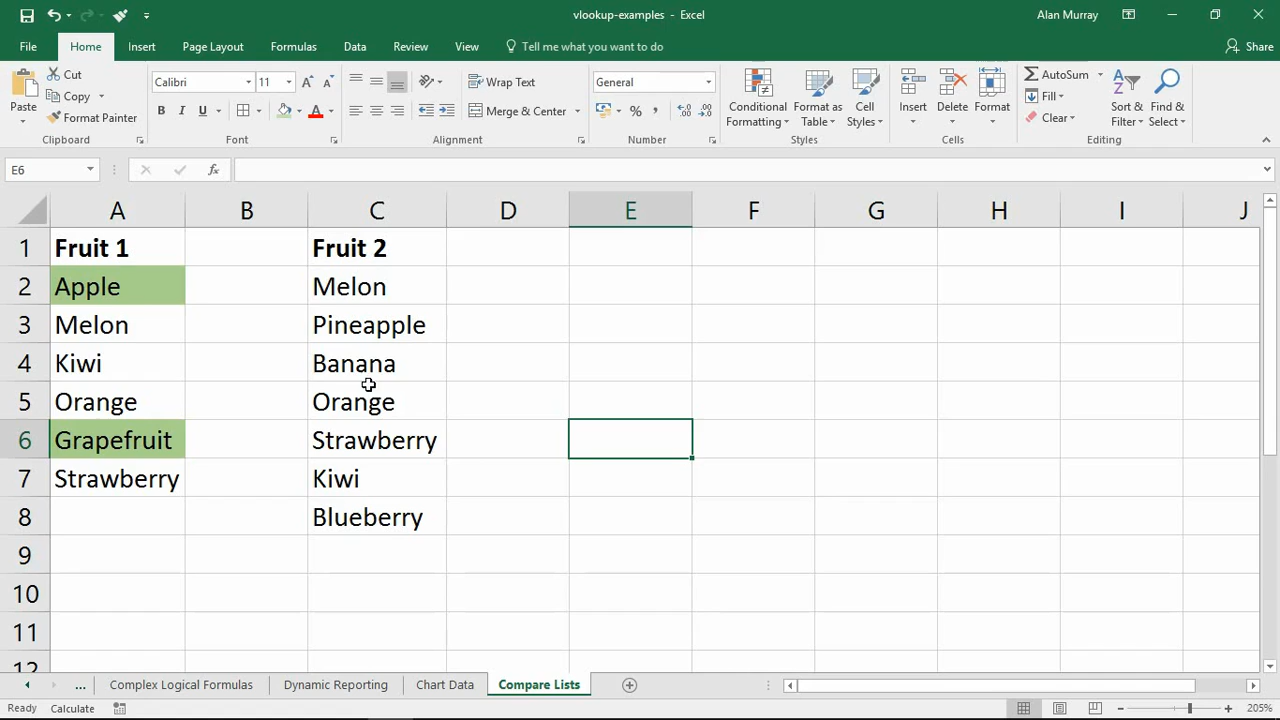 vlookup-examples - Excel
Alan Murray
File Home Insert Page Layout Formulas Data Review View Tell me what you want to do Share
Paste
Cut
Copy
Format Painter
Clipboard
Calibri 11
B I U
Font
Wrap Text
Merge & Center
Alignment
General
% ,
Number
Conditional Formatting
Format as Table
Cell Styles
Styles
Insert
Delete
Format
Cells
AutoSum
Fill
Clear
Sort & Filter
Find & Select
Editing
E6 fx
A B C D E F G H I J
1 Fruit 1 Fruit 2
2 Apple Melon
3 Melon Pineapple
4 Kiwi Banana
5 Orange Orange
6 Grapefruit Strawberry
7 Strawberry Kiwi
8 Blueberry
9
10
11
12
... Complex Logical Formulas Dynamic Reporting Chart Data Compare Lists
Ready Calculate 205%